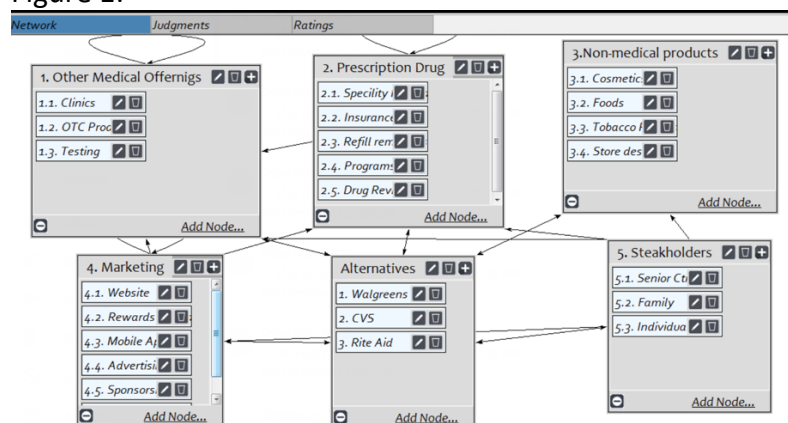 Figure 2.
Network Judgments Ratings
1. Other Medical Offernigs
1.1. Clinics
1.2. OTC Proc
1.3. Testing
Add Node...
2. Prescription Drug
2.1. Specility
2.2. Insurance
2.3. Refill rem
2.4. Programs
2.5. Drug Revi
Add Node...
3.Non-medical products
3.1. Cosmetic
3.2. Foods
3.3. Tobacco
3.4. Store des
Add Node...
4. Marketing
4.1. Website
4.2. Rewards
4.3. Mobile Ap
4.4. Advertisi
4.5. Sponsors
Add Node...
Alternatives
1. Walgreens
2. CVS
3. Rite Aid
Add Node...
5. Steakholders
5.1. Senior Cti
5.2. Family
5.3. Individua
Add Node...